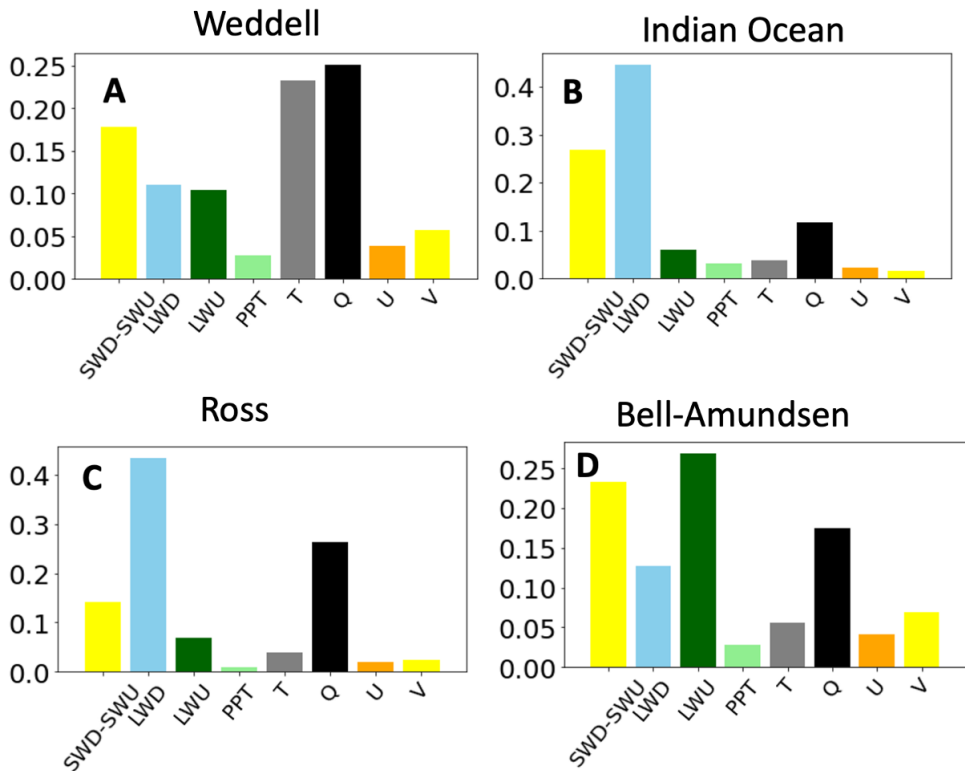 Weddell
A
0.25
0.20
0.15
0.10
0.05
0.00
SWD-SWU
LWD
LWU
PPT
T
Q
U
V
Indian Ocean
B
0.4
0.3
0.2
0.1
0.0
SWD-SWU
LWD
LWU
PPT
T
Q
U
V
Ross
C
0.4
0.3
0.2
0.1
0.0
SWD-SWU
LWD
LWU
PPT
T
Q
U
V
Bell-Amundsen
D
0.25
0.20
0.15
0.10
0.05
0.00
SWD-SWU
LWD
LWU
PPT
T
Q
U
V